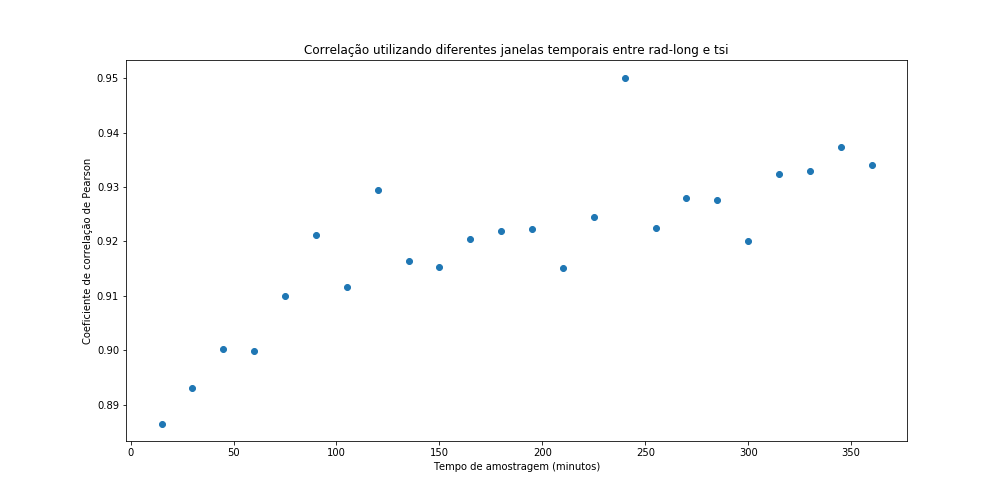 Correlação utilizando diferentes janelas temporais entre rad-long e tsi
Coeficiente de correlação de Pearson
0.95
0.94
0.93
0.92
0.91
0.90
0.89
0 50 100 150 200 250 300 350
Tempo de amostragem (minutos)